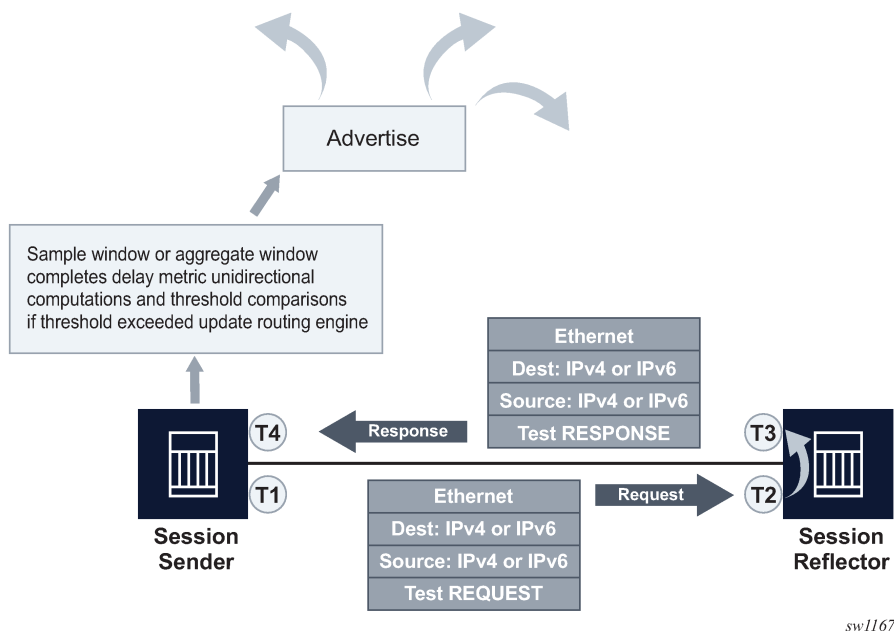 Advertise
Sample window or aggregate window
completes delay metric unidirectional
computations and threshold comparisons
if threshold exceeded update routing engine
Ethernet
Dest: IPv4 or IPv6
Source: IPv4 or IPv6
Test RESPONSE
T4
Response
T3
T1
Ethernet
Dest: IPv4 or IPv6
Source: IPv4 or IPv6
Test REQUEST
Request
T2
Session
Sender
Session
Reflector
sw1167